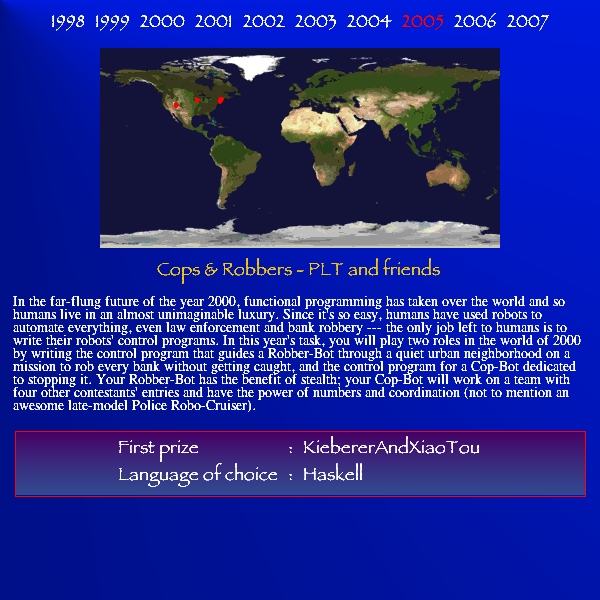 1998 1999 2000 2001 2002 2003 2004 2005 2006 2007
Cops & Robbers - PLT and friends
In the far-flung future of the year 2000, functional programming has taken over the world and so
humans live in an almost unimaginable luxury. Since it's so easy, humans have used robots to
automate everything, even law enforcement and bank robbery --- the only job left to humans is to
write their robots' control programs. In this year's task, you will play two roles in the world of 2000
by writing the control program that guides a Robber-Bot through a quiet urban neighborhood on a
mission to rob every bank without getting caught, and the control program for a Cop-Bot dedicated
to stopping it. Your Robber-Bot has the benefit of stealth; your Cop-Bot will work on a team with
four other contestants' entries and have the power of numbers and coordination (not to mention an
awesome late-model Police Robo-Cruiser).
First prize : KiebererAndXiaoTou
Language of choice : Haskell